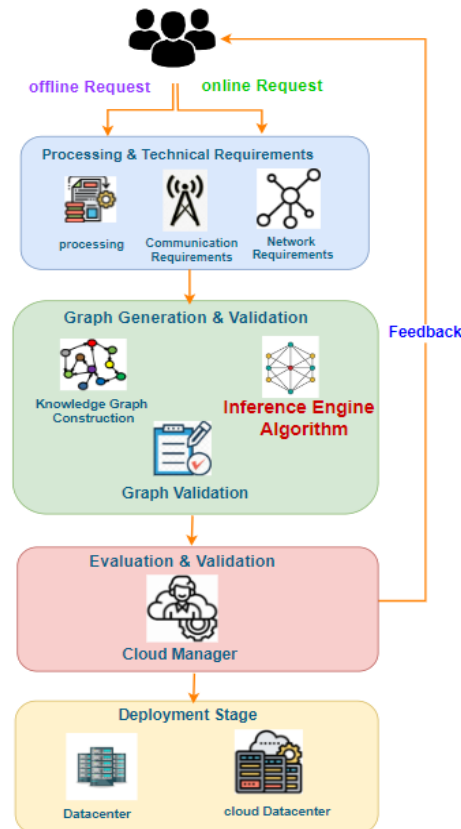 offline Request
online Request
Processing & Technical Requirements
processing
Communication
Requirements
Network
Requirements
Graph Generation & Validation
Feedback
Knowledge Graph
Construction
Inference Engine
Algorithm
Graph Validation
Evaluation & Validation
Cloud Manager
Deployment Stage
Datacenter
cloud Datacenter